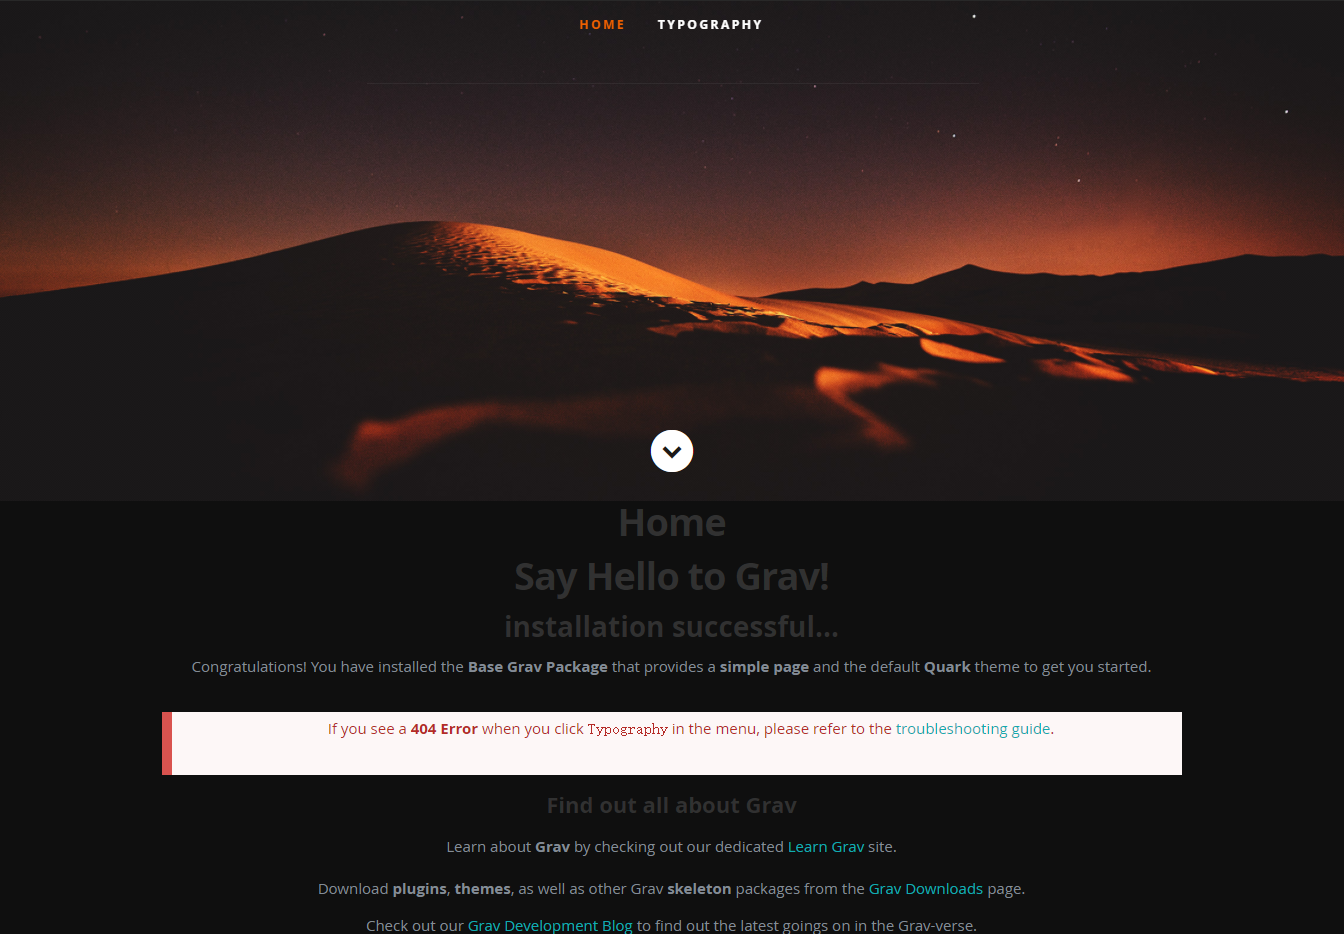 HOME TYPOGRAPHY
Home
Say Hello to Grav!
installation successful...
Congratulations! You have installed the Base Grav Package that provides a simple page and the default Quark theme to get you started.
If you see a 404 Error when you click Typography in the menu, please refer to the troubleshooting guide.
Find out all about Grav
Learn about Grav by checking out our dedicated Learn Grav site.
Download plugins, themes, as well as other Grav skeleton packages from the Grav Downloads page.
Check out our Grav Development Blog to find out the latest goings on in the Grav-verse.